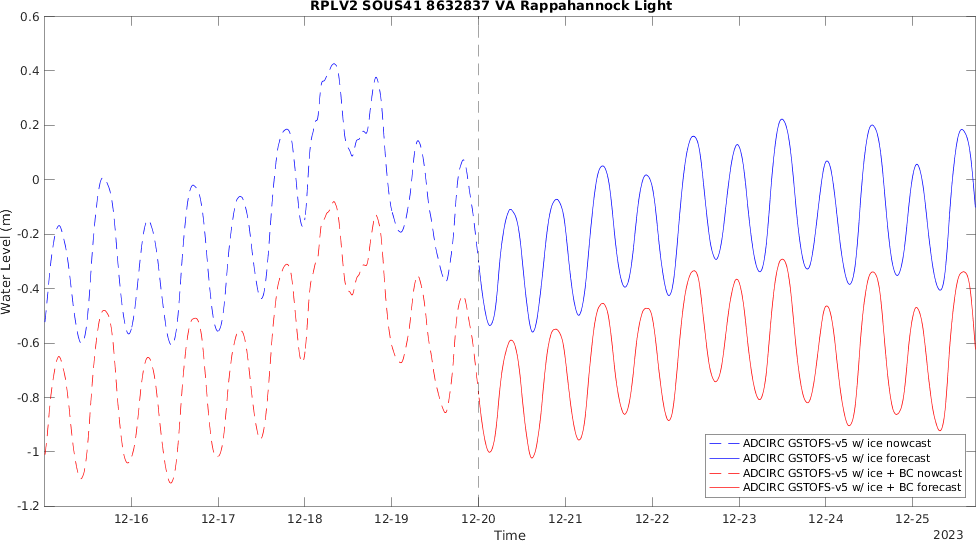 RPLV2 SOUS41 8632837 VA Rappahannock Light
0.6
0.4
0.2
0
-0.2
-0.4
-0.6
-0.8
-1
-1.2
Water Level (m)
ADCIRC GSTOFS-v5 w/ ice nowcast
ADCIRC GSTOFS-v5 w/ ice forecast
ADCIRC GSTOFS-v5 w/ ice + BC nowcast
ADCIRC GSTOFS-v5 w/ ice + BC forecast
12-16 12-17 12-18 12-19 12-20 12-21 12-22 12-23 12-24 12-25
Time
2023